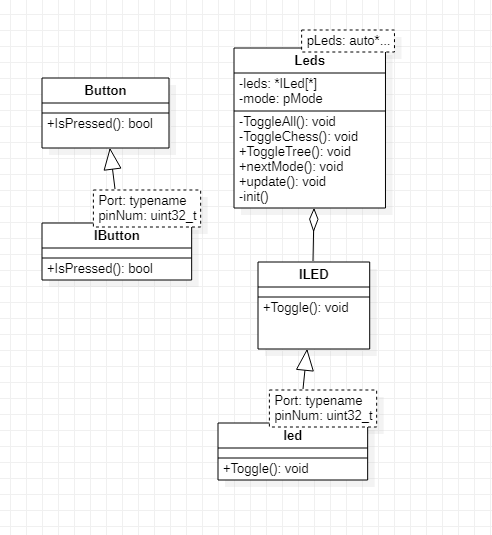 Button
+IsPressed(): bool
Port: typename
pinNum: uint32_t
IButton
+IsPressed(): bool
pLeds: auto*...
Leds
-leds: *ILed[*]
-mode: pMode
-ToggleAll(): void
-ToggleChess(): void
+ToggleTree(): void
+nextMode(): void
+update(): void
-init()
ILED
+Toggle(): void
Port: typename
pinNum: uint32_t
led
+Toggle(): void